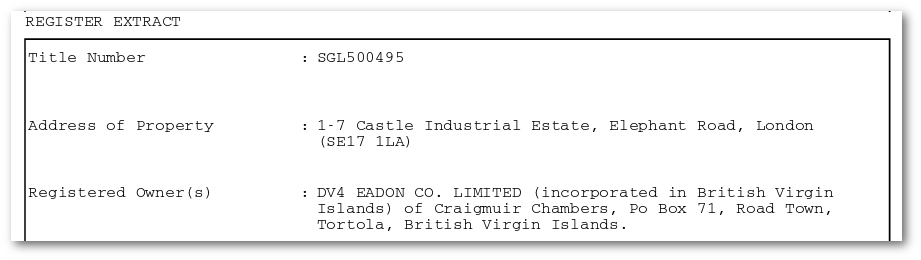 REGISTER EXTRACT
Title Number : SGL500495
Address of Property : 1-7 Castle Industrial Estate, Elephant Road, London
(SE17 1LA)
Registered Owner(s) : DV4 EADON CO. LIMITED (incorporated in British Virgin
Islands) of Craigmuir Chambers, Po Box 71, Road Town,
Tortola, British Virgin Islands.